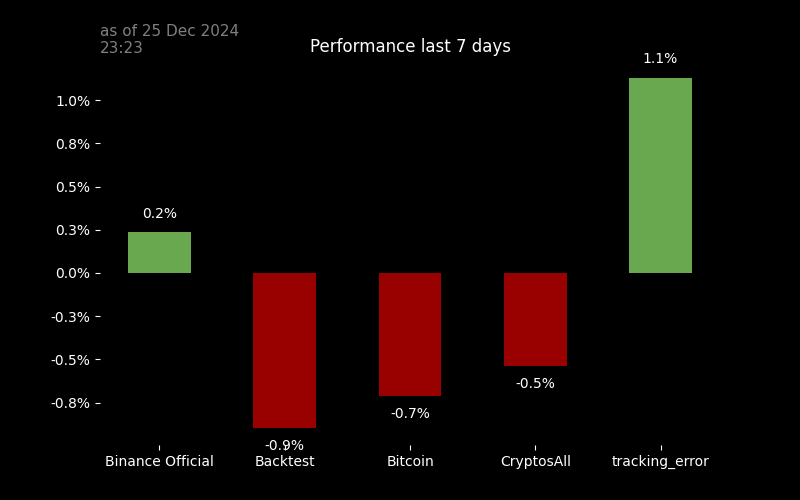 as of 25 Dec 2024
23:23
Performance last 7 days
1.1%
1.0%
0.8%
0.5%
0.2%
0.3%
0.0%
-0.3%
-0.5%
-0.5%
-0.8%
-0.7%
-0.9%
Binance Official
Backtest
Bitcoin
CryptosAll
tracking_error